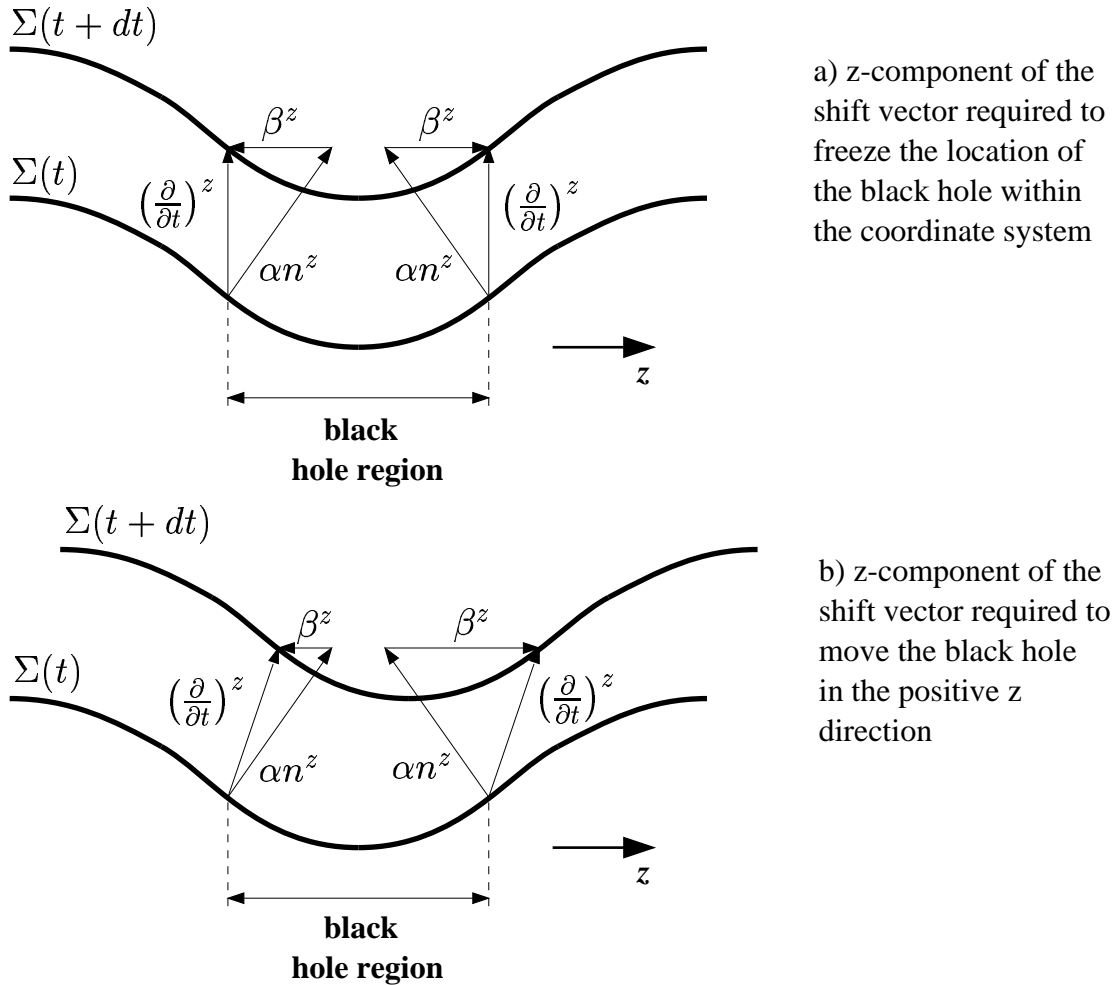 Σ(t + dt)
a) z-component of the
shift vector required to
freeze the location of
the black hole within
the coordinate system
β^z β^z
Σ(t)
(∂/∂t)^z (∂/∂t)^z
αn^z αn^z
z
black
hole region
Σ(t + dt)
b) z-component of the
shift vector required to
move the black hole
in the positive z
direction
β^z β^z
Σ(t)
(∂/∂t)^z (∂/∂t)^z
αn^z αn^z
z
black
hole region